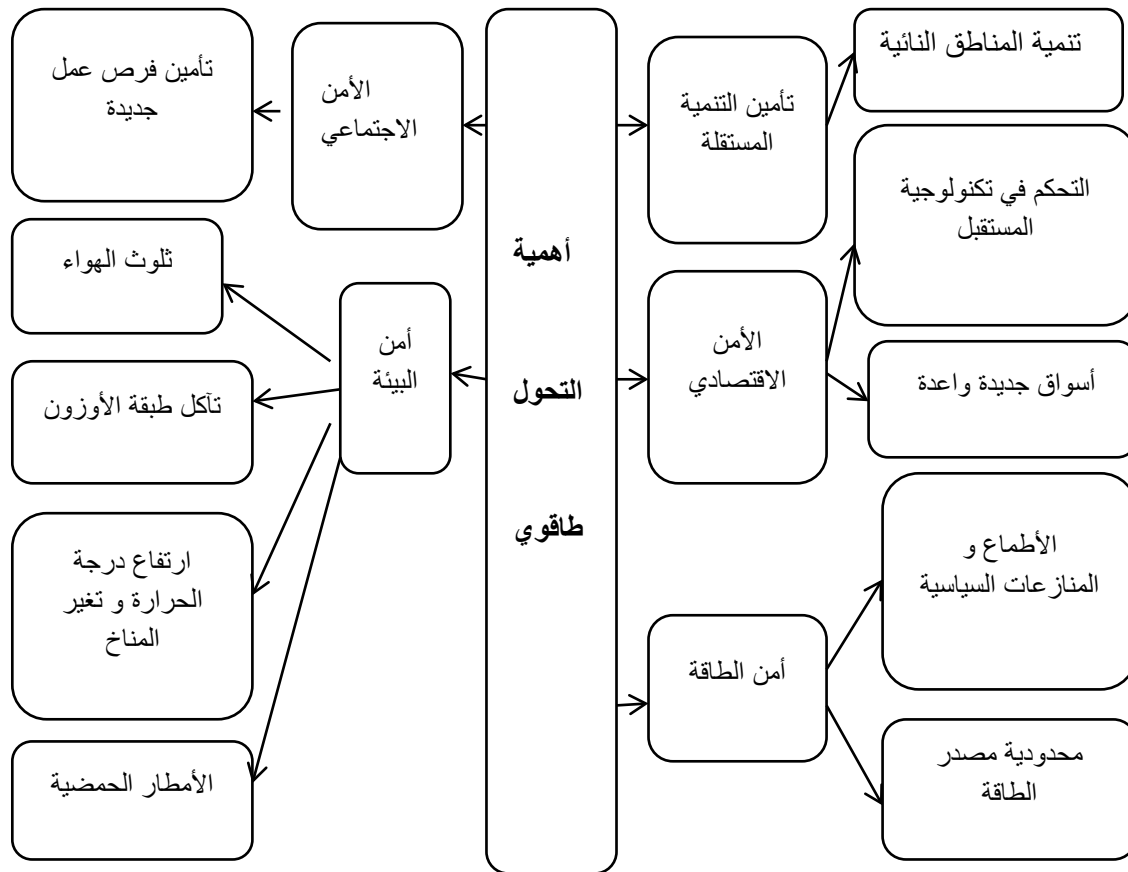 تنمية المناطق النائية
تأمين التنمية
المستقلة
الأمن
الاجتماعي
تأمين فرص عمل
جديدة
التحكم في تكنولوجية
المستقبل
أهمية
التحول
طاقوي
ثلوث الهواء
أمن
البيئة
الأمن
الاقتصادي
أسواق جديدة واعدة
تآكل طبقة الأوزون
الأطماع و
المنازعات السياسية
ارتفاع درجة
الحرارة و تغير
المناخ
أمن الطاقة
محدودية مصدر
الطاقة
الأمطار الحمضية